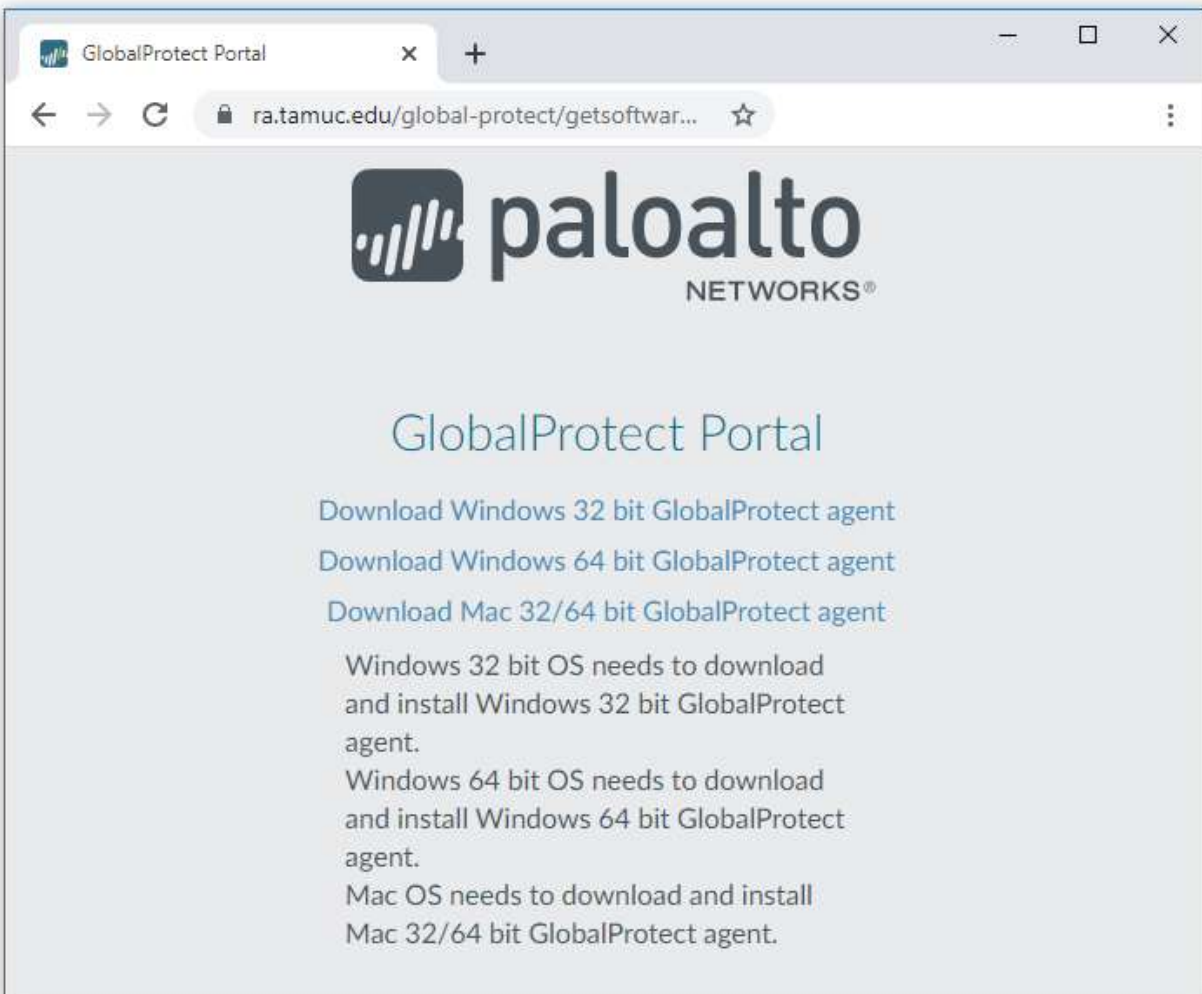 GlobalProtect Portal
ra.tamuc.edu/global-protect/getsoftwar...
paloalto
NETWORKS®
GlobalProtect Portal
Download Windows 32 bit GlobalProtect agent
Download Windows 64 bit GlobalProtect agent
Download Mac 32/64 bit GlobalProtect agent
Windows 32 bit OS needs to download
and install Windows 32 bit GlobalProtect
agent.
Windows 64 bit OS needs to download
and install Windows 64 bit GlobalProtect
agent.
Mac OS needs to download and install
Mac 32/64 bit GlobalProtect agent.